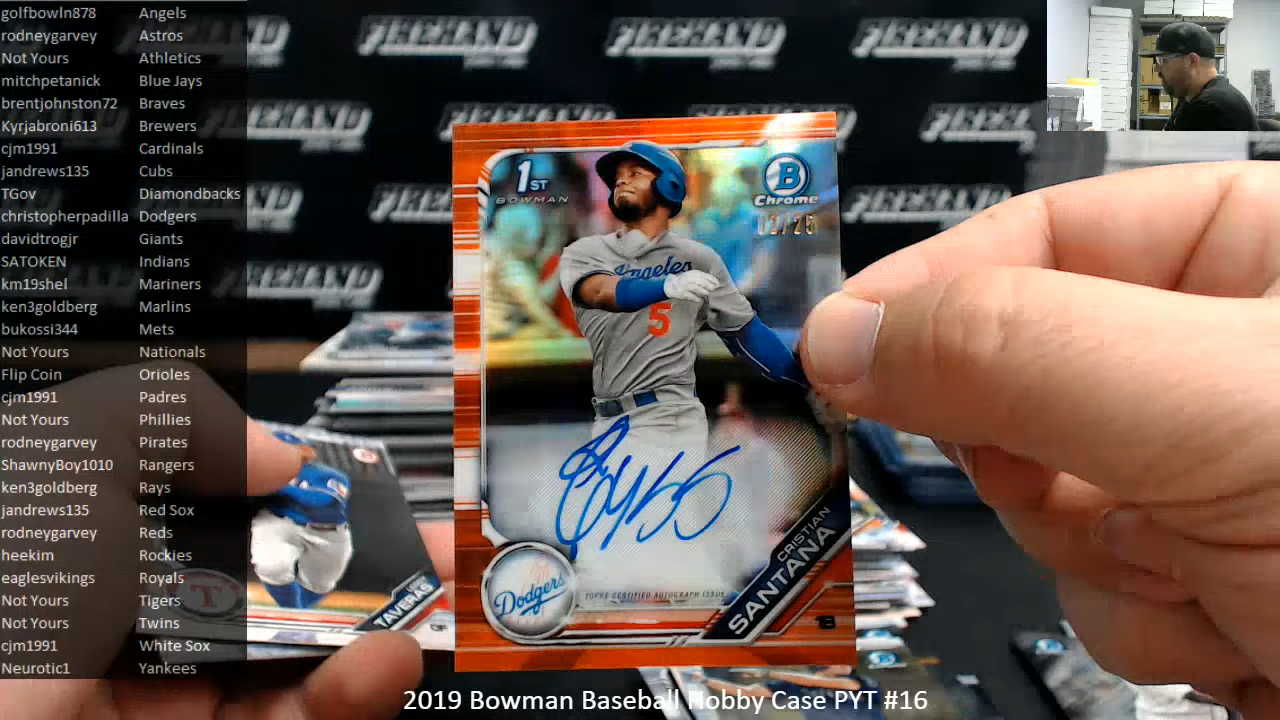 golfbowln878 Angels
rodneygarvey Astros
Not Yours Athletics
mitchpetanick Blue Jays
brentjohnston72 Braves
Kyrjabroni613 Brewers
cjm1991 Cardinals
jandrews135 Cubs
TGov Diamondbacks
christopherpadilla Dodgers
davidtrogjr Giants
SATOKEN Indians
km19shel Mariners
ken3goldberg Marlins
bukossi344 Mets
Not Yours Nationals
Flip Coin Orioles
cjm1991 Padres
Not Yours Phillies
rodneygarvey Pirates
ShawnyBoy1010 Rangers
ken3goldberg Rays
jandrews135 Red Sox
rodneygarvey Reds
heekim Rockies
eaglesvikings Royals
Not Yours Tigers
Not Yours Twins
cjm1991 White Sox
Neurotic1 Yankees
FIREHAND FIREHAND FIREHAND
1ST
BOWMAN
B
Chrome
Angeles
5
Dodgers
TOPPS CERTIFIED AUTOGRAPH ISSUE
CRISTIAN
SANTANA
T
TAVERAS
2019 Bowman Baseball Hobby Case PYT #16